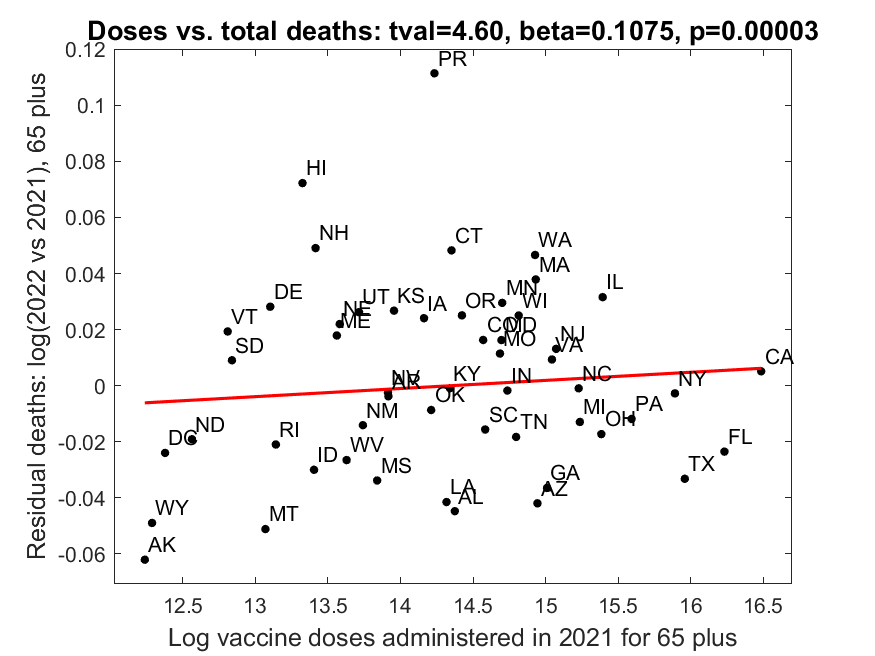 Doses vs. total deaths: tval=4.60, beta=0.1075, p=0.00003
0.12
0.1
0.08
0.06
0.04
0.02
0
-0.02
-0.04
-0.06
Residual deaths: log(2022 vs 2021), 65 plus
PR
HI
NH
CT
WA
MA
DE
UT
KS
IA
OR
MN
WI
IL
VT
NE
ME
SD
CO
MD
MO
NJ
VA
CA
NV
AR
KY
IN
NC
NY
OK
ND
DC
RI
NM
SC
TN
MI
OH
PA
ID
WV
MS
FL
TX
LA
AL
GA
AZ
WY
MT
AK
12.5
13
13.5
14
14.5
15
15.5
16
16.5
Log vaccine doses administered in 2021 for 65 plus